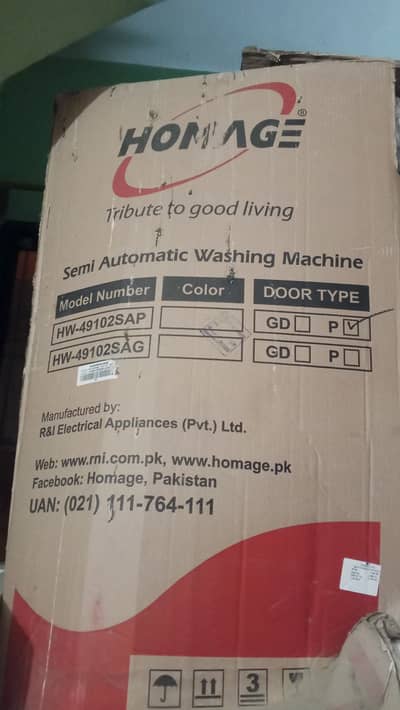 HOMAGE®
Tribute to good living
Semi Automatic Washing Machine
Model Number Color DOOR TYPE
HW-49102SAP GD P
HW-49102SAG GD P
Manufactured by:
R&I Electrical Appliances (Pvt.) Ltd.
Web: www.rni.com.pk, www.homage.pk
Facebook: Homage, Pakistan
UAN: (021) 111-764-111
3